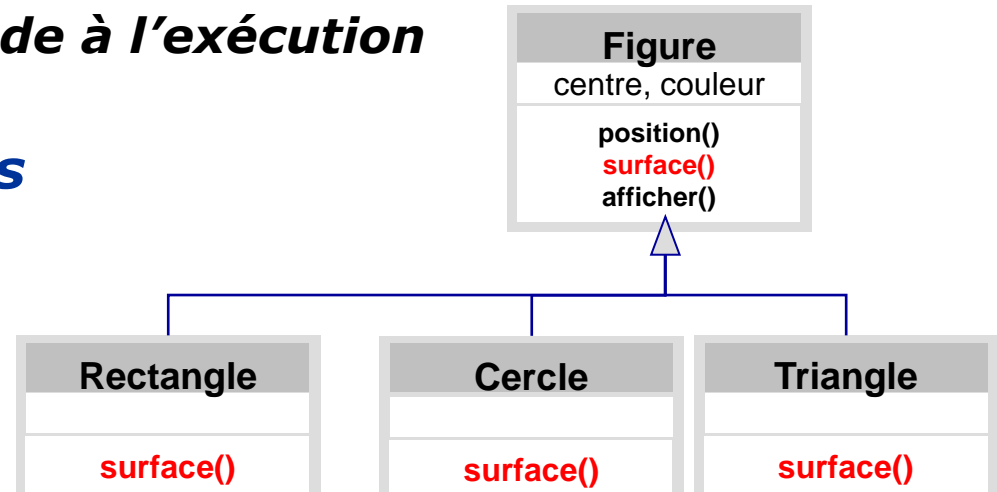 de à l’exécution
s
Figure
centre, couleur
position()
surface()
afficher()
Rectangle
Cercle
Triangle
surface()
surface()
surface()